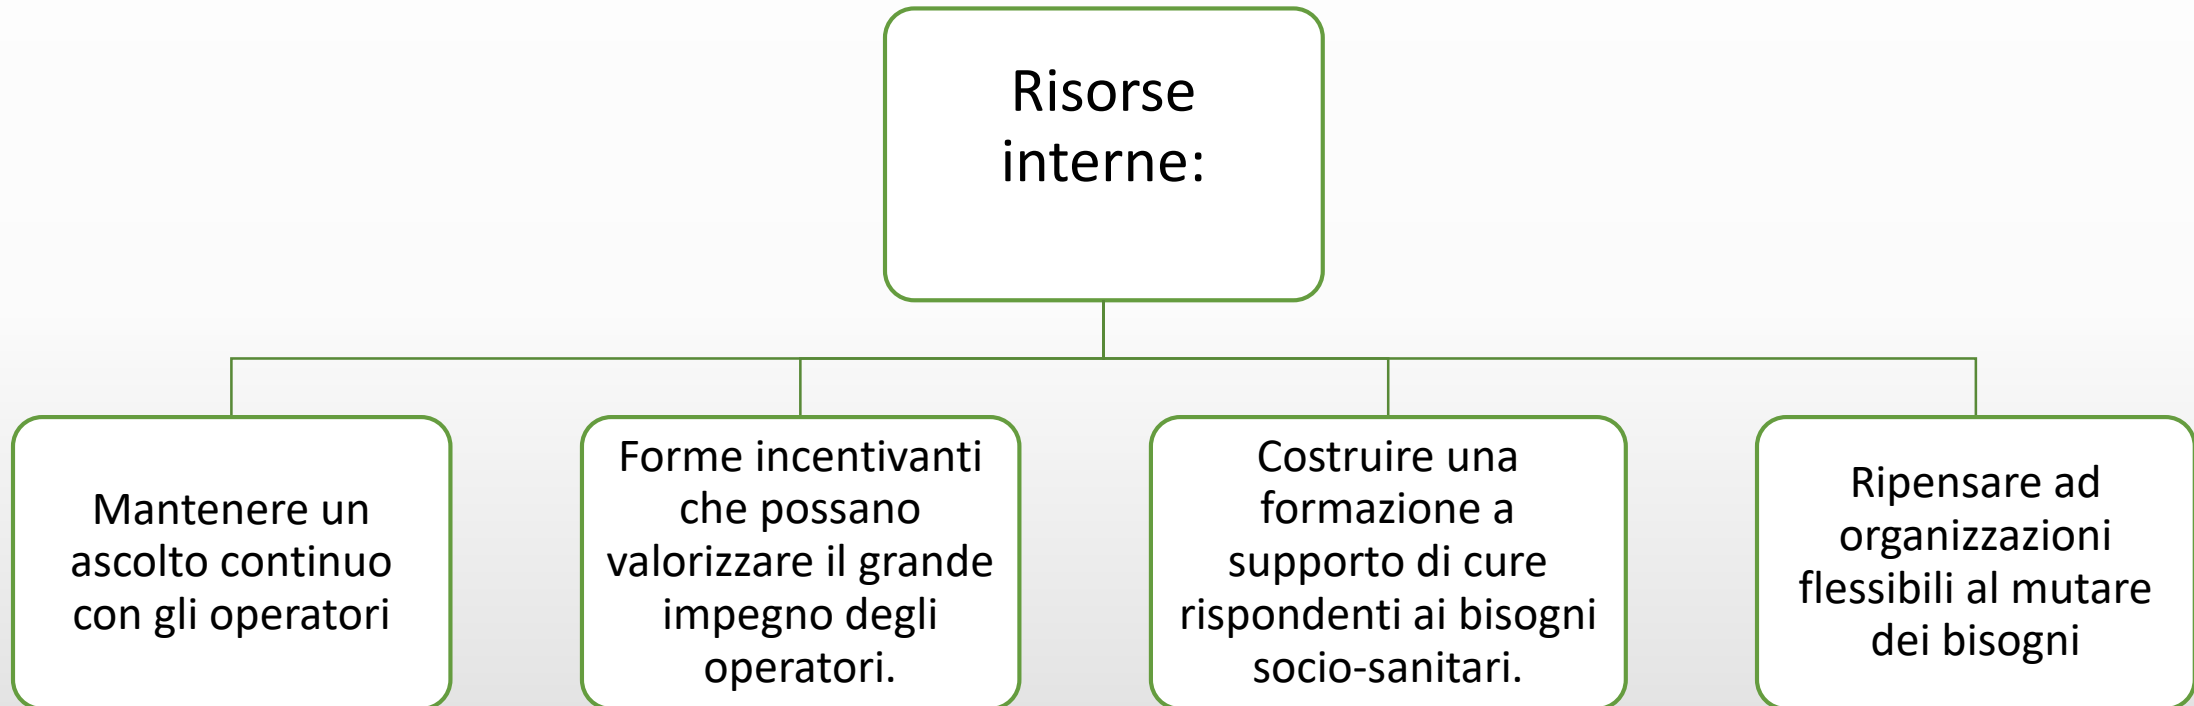 Risorse
interne:
Mantenere un
ascolto continuo
con gli operatori
Forme incentivanti
che possano
valorizzare il grande
impegno degli
operatori.
Costruire una
formazione a
supporto di cure
rispondenti ai bisogni
socio-sanitari.
Ripensare ad
organizzazioni
flessibili al mutare
dei bisogni